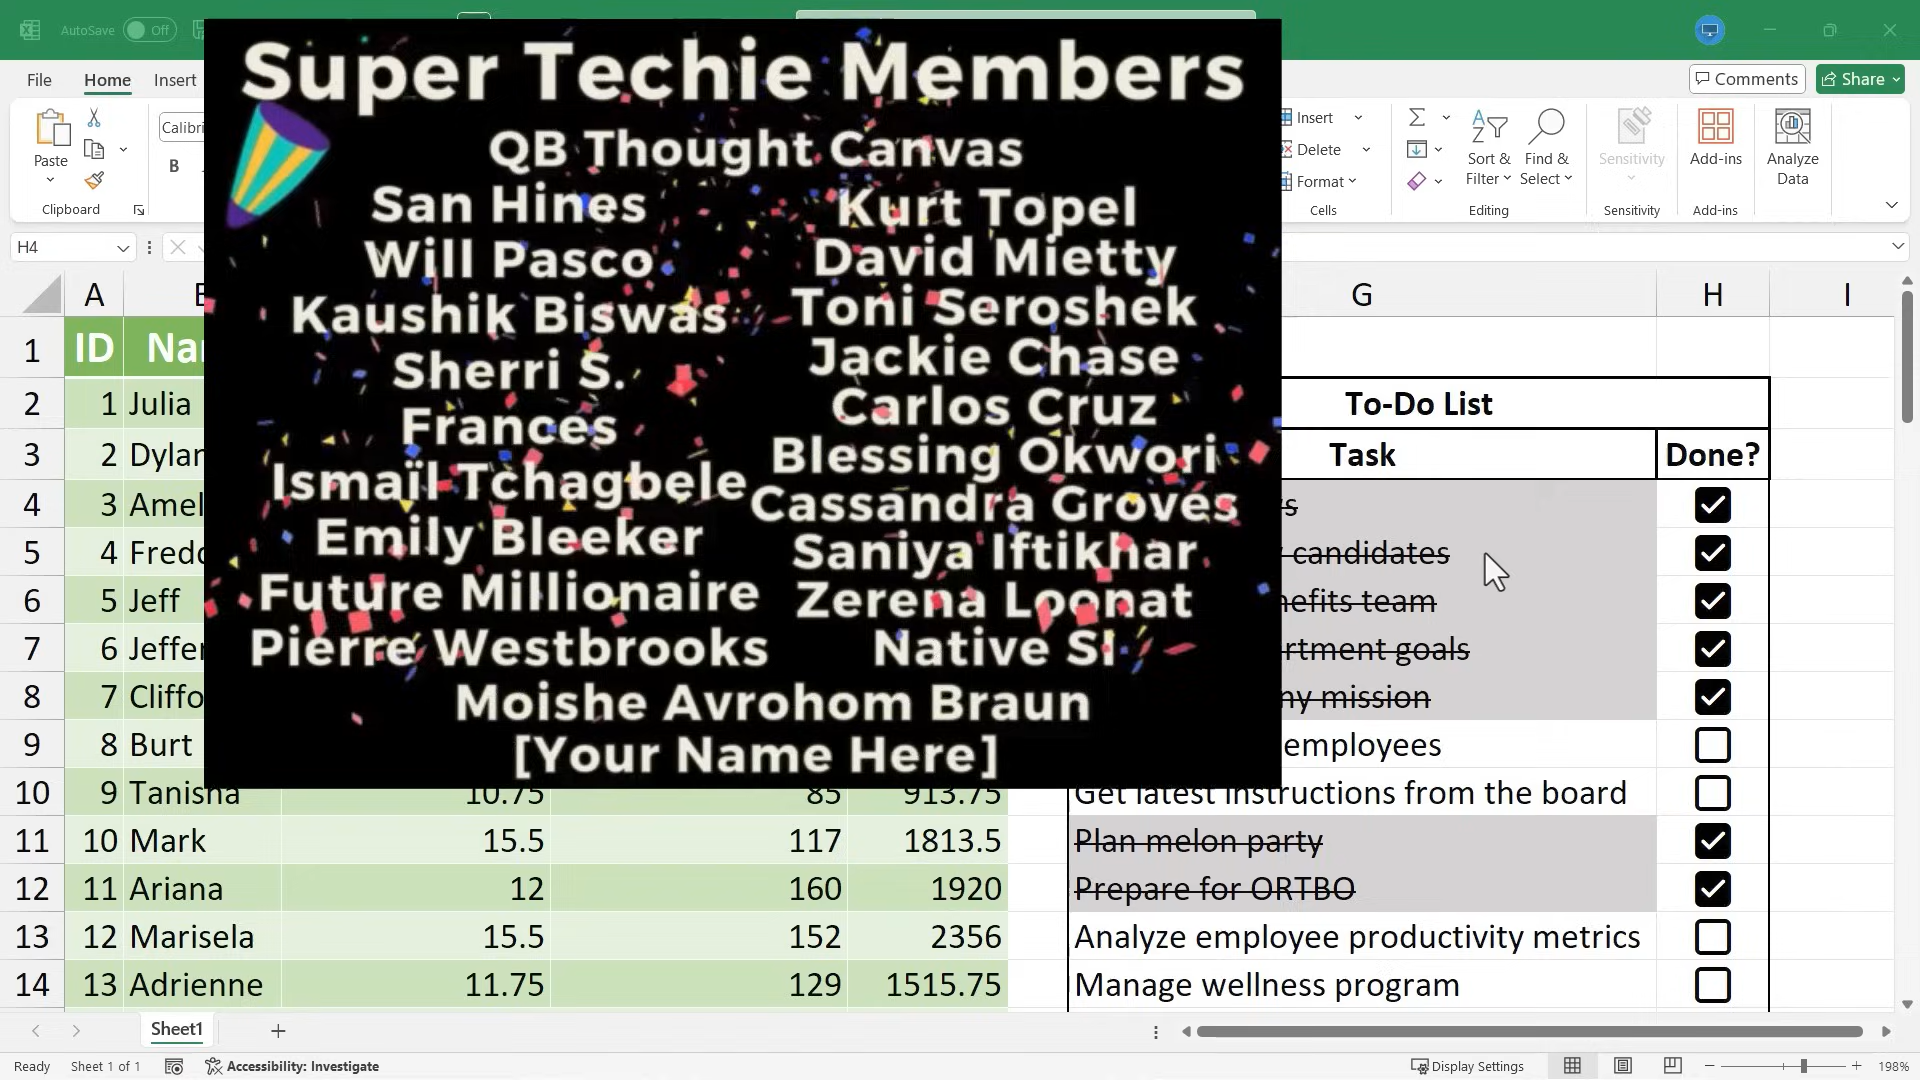 AutoSave Off
File Home Insert
Comments Share
Paste
Clipboard
Calibri
B
Insert
Delete
Format
Cells
Sort & Filter
Find & Select
Editing
Sensitivity
Sensitivity
Add-ins
Add-ins
Analyze Data
H4
Super Techie Members
QB Thought Canvas
San Hines
Will Pasco
Kaushik Biswas
Sherri S.
Frances
Ismaïl Tchagbele
Emily Bleeker
Future Millionaire
Pierre Westbrooks
Kurt Topel
David Mietty
Toni Seroshek
Jackie Chase
Carlos Cruz
Blessing Okwori
Cassandra Groves
Saniya Iftikhar
Zerena Loonat
Native SI
Moishe Avrohom Braun
[Your Name Here]
A G H I
1 ID
2 1 Julia To-Do List
3 2 Task Done?
4 3
5 4 candidates
6 5 Jeff team
7 6 goals
8 7 mission
9 8 Burt employees
10 9 Tanisha 10.75 85 913.75 Get latest instructions from the board
11 10 Mark 15.5 117 1813.5 Plan melon party
12 11 Ariana 12 160 1920 Prepare for ORTBO
13 12 Marisela 15.5 152 2356 Analyze employee productivity metrics
14 13 Adrienne 11.75 129 1515.75 Manage wellness program
Sheet1
Ready Sheet 1 of 1 Accessibility: Investigate Display Settings 198%